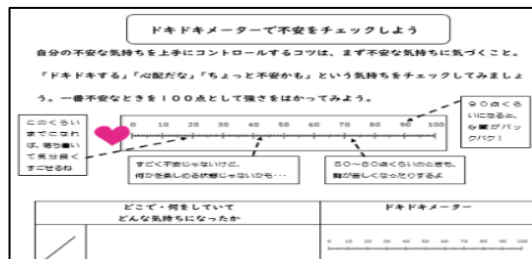 ドキドキメーターで不安をチェックしよう
自分の不安な気持ちを上手にコントロールするコツは、まず不安な気持ちに気づくこと。
「ドキドキする」「心配だな」「ちょっと不安かも」という気持ちをチェックしてみましょ
う。一番不安なときを１００点として強さをはかってみよう。
９０点くら
いになると、
心臓がバッ
クバク！
このくらい
までになれ
ば、落ち着い
て気分良く
すごせるね
0 10 20 30 40 50 60 70 80 90 100
すごく不安じゃないけど、
何かを楽しめる状態じゃないかも・・・
５０～８０点くらいのときも、
胸が苦しくなったりするよ
どこで・何をしていて
どんな気持ちになったか
ドキドキメーター
0 10 20 30 40 50 60 70 80 90 100